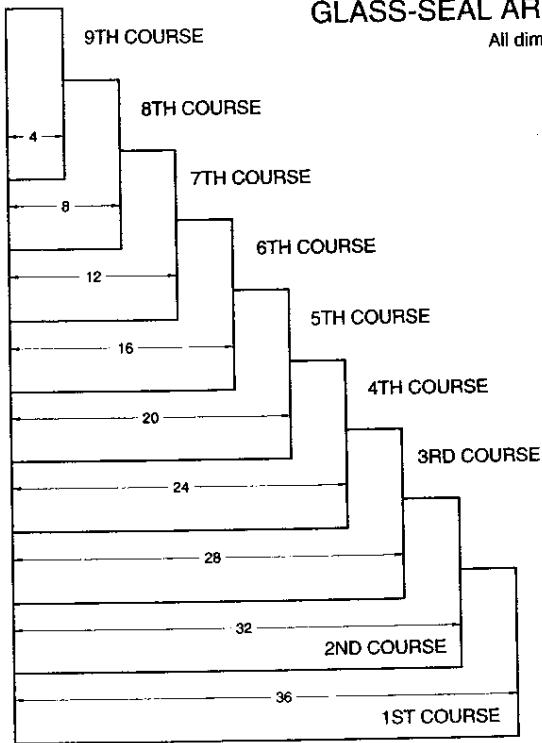 GLASS-SEAL AR
All dim
9TH COURSE
4
8TH COURSE
8
7TH COURSE
12
6TH COURSE
16
5TH COURSE
20
4TH COURSE
24
3RD COURSE
28
32
2ND COURSE
36
1ST COURSE